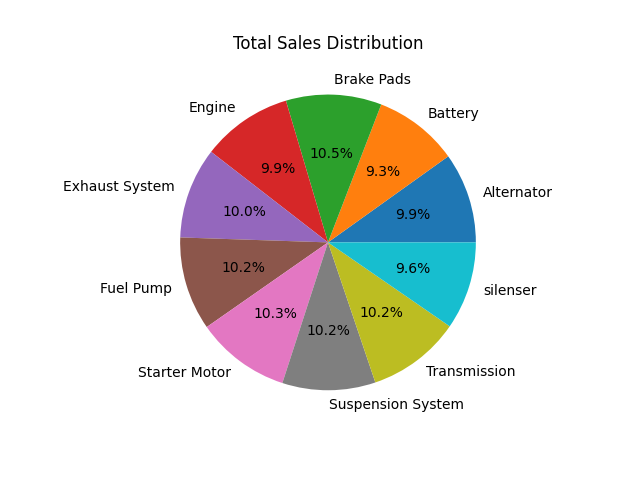 Total Sales Distribution
Brake Pads
Engine
Battery
10.5%
9.9%
9.3%
Exhaust System
Alternator
10.0%
9.9%
10.2%
9.6%
Fuel Pump
silenser
10.3%
10.2%
10.2%
Starter Motor
Transmission
Suspension System